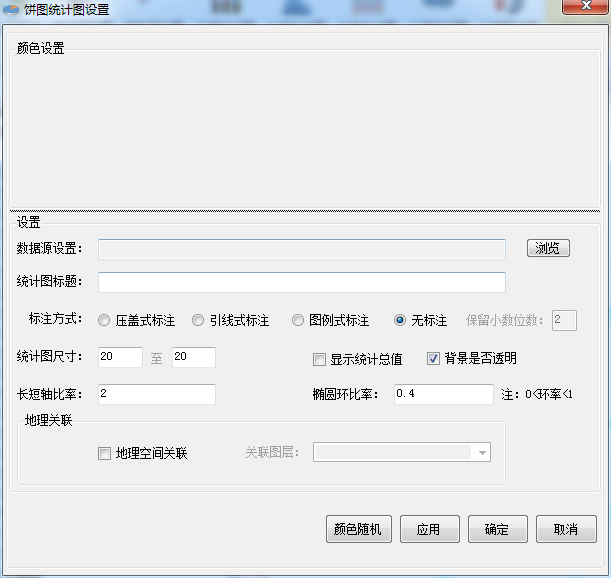 饼图统计图设置
颜色设置
设置
数据源设置： 浏览
统计图标题：
标注方式： 压盖式标注 引线式标注 图例式标注 无标注 保留小数位数： 2
统计图尺寸： 20 至 20 显示统计总值 背景是否透明
长短轴比率： 2 椭圆环比率： 0.4 注：0<环率<1
地理关联
地理空间关联 关联图层：
颜色随机 应用 确定 取消